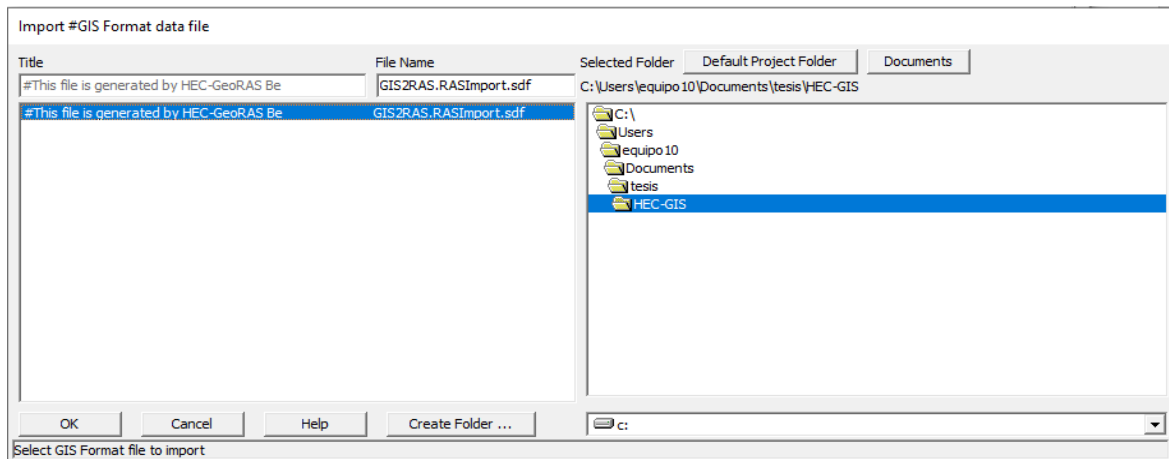 Import #GIS Format data file
Title
File Name
Selected Folder
Default Project Folder
Documents
#This file is generated by HEC-GeoRAS Be
GIS2RAS.RASImport.sdf
C:\Users\equipo10\Documents\tesis\HEC-GIS
#This file is generated by HEC-GeoRAS Be
GIS2RAS.RASImport.sdf
C:\
Users
equipo10
Documents
tesis
HEC-GIS
OK
Cancel
Help
Create Folder ...
c:
Select GIS Format file to import